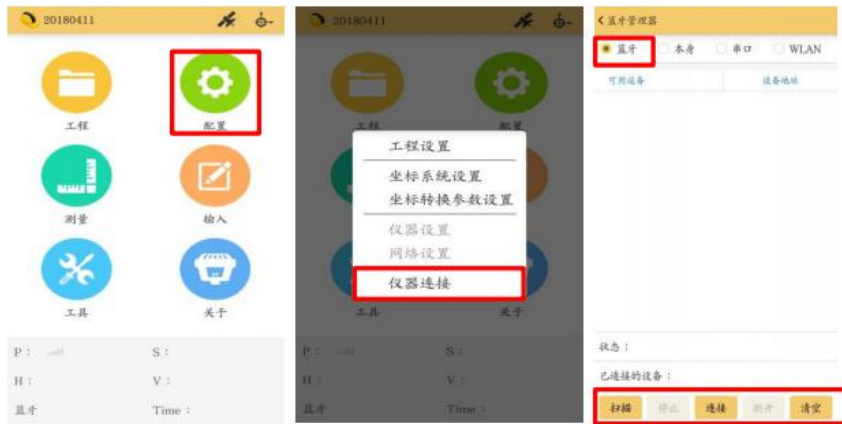 20180411
工程
配置
测量
输入
工具
关于
P：
S：
H：
V：
蓝牙
Time：
20180411
工程
配置
工程设置
坐标系统设置
坐标转换参数设置
仪器设置
网络设置
仪器连接
工具
关于
P：
S：
H：
V：
蓝牙
Time：
蓝牙管理器
蓝牙 本身 串口 WLAN
可用设备 设备地址
状态：
已连接的设备：
扫描 停止 连接 断开 清空